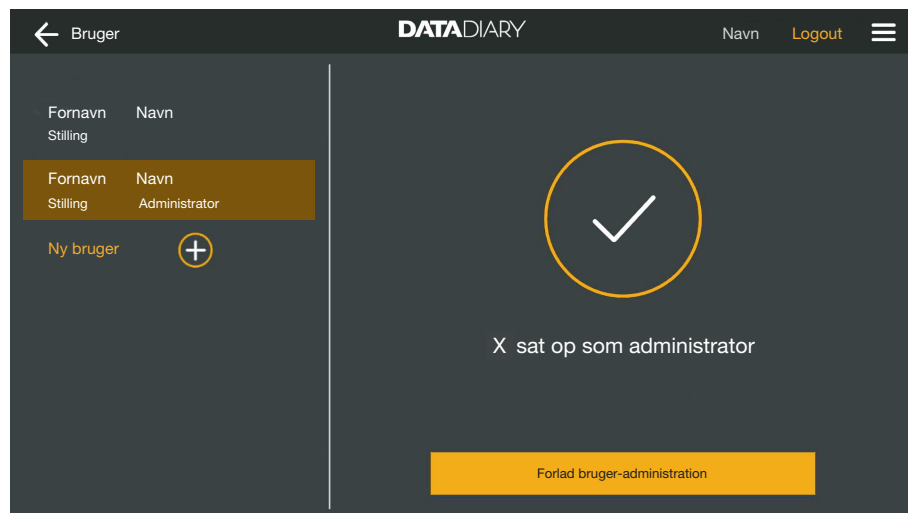 Bruger
DATADIARY
Navn Logout
Fornavn Navn
Stilling
Fornavn Navn
Stilling Administrator
Ny bruger
X sat op som administrator
Forlad bruger-administration